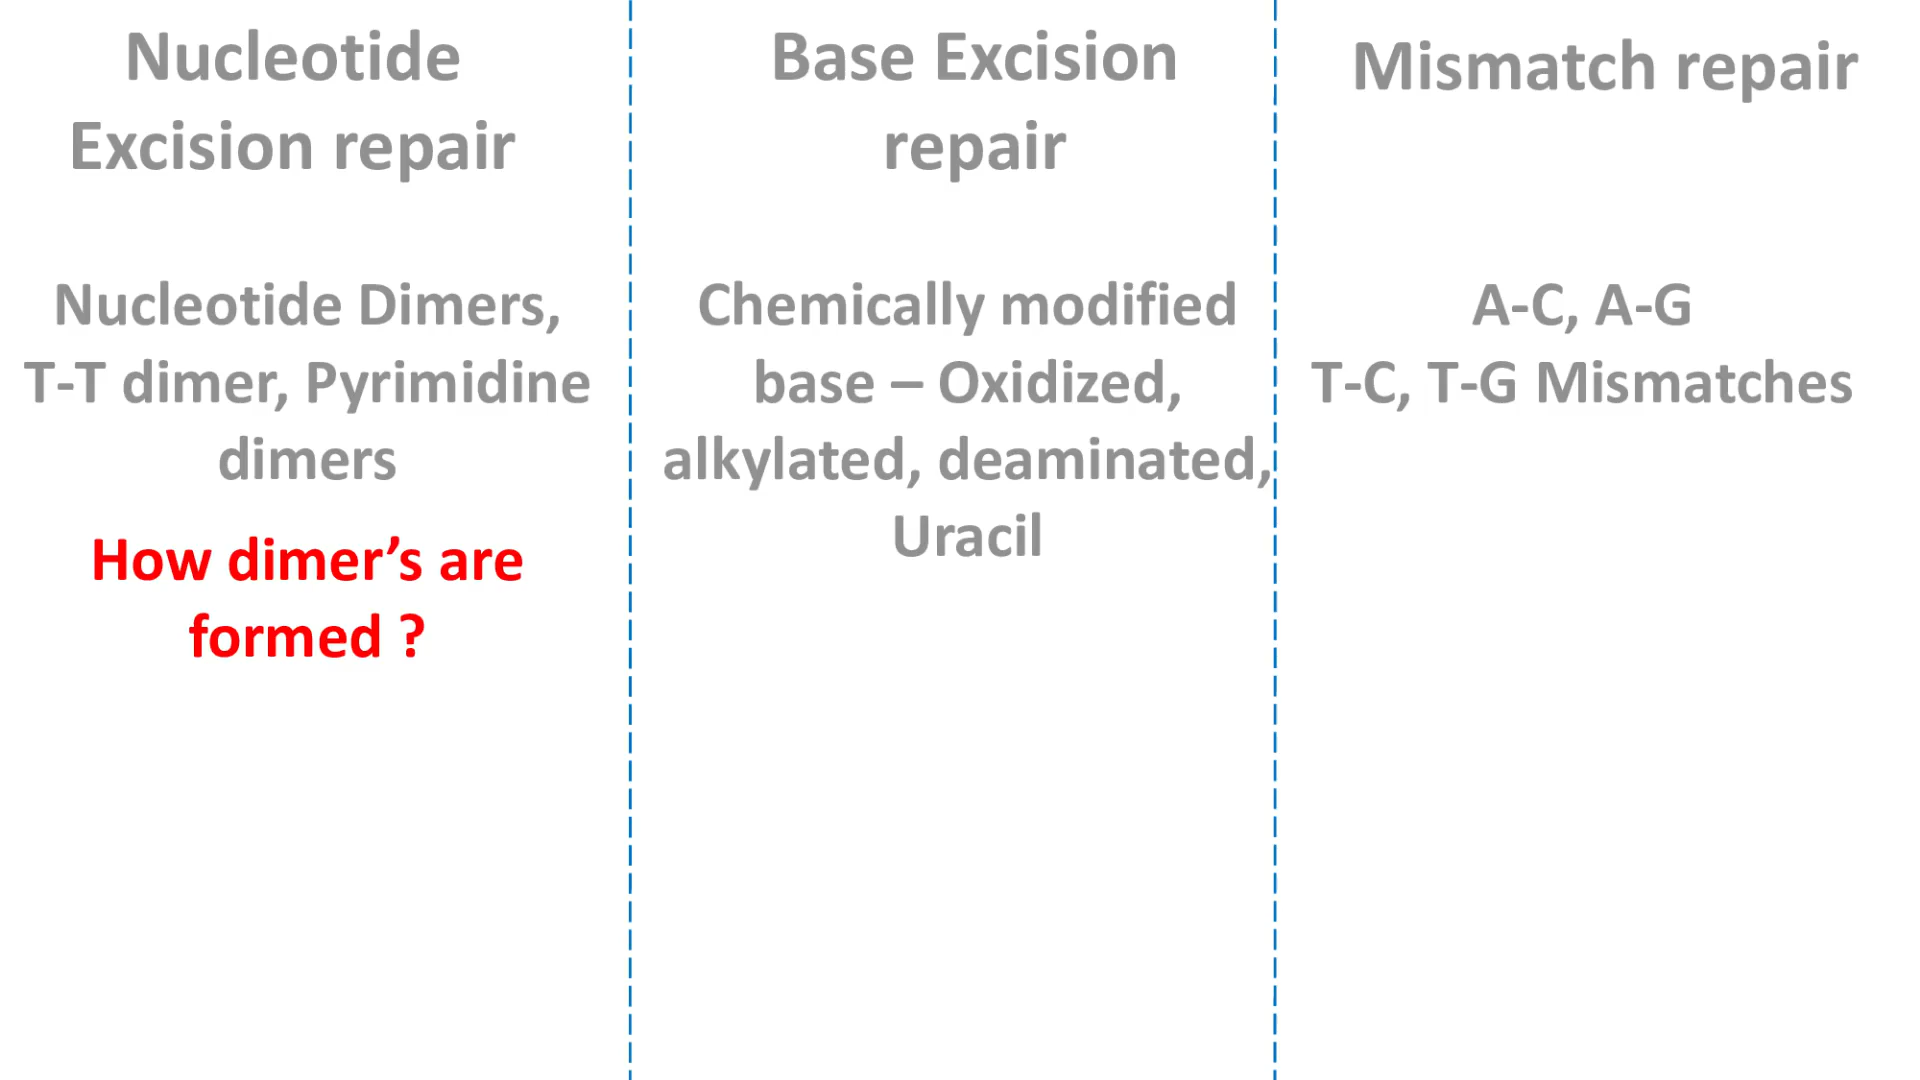 Nucleotide
Excision repair
Nucleotide Dimers,
T-T dimer, Pyrimidine
dimers
How dimer’s are
formed ?
Base Excision
repair
Chemically modified
base – Oxidized,
alkylated, deaminated,
Uracil
Mismatch repair
A-C, A-G
T-C, T-G Mismatches